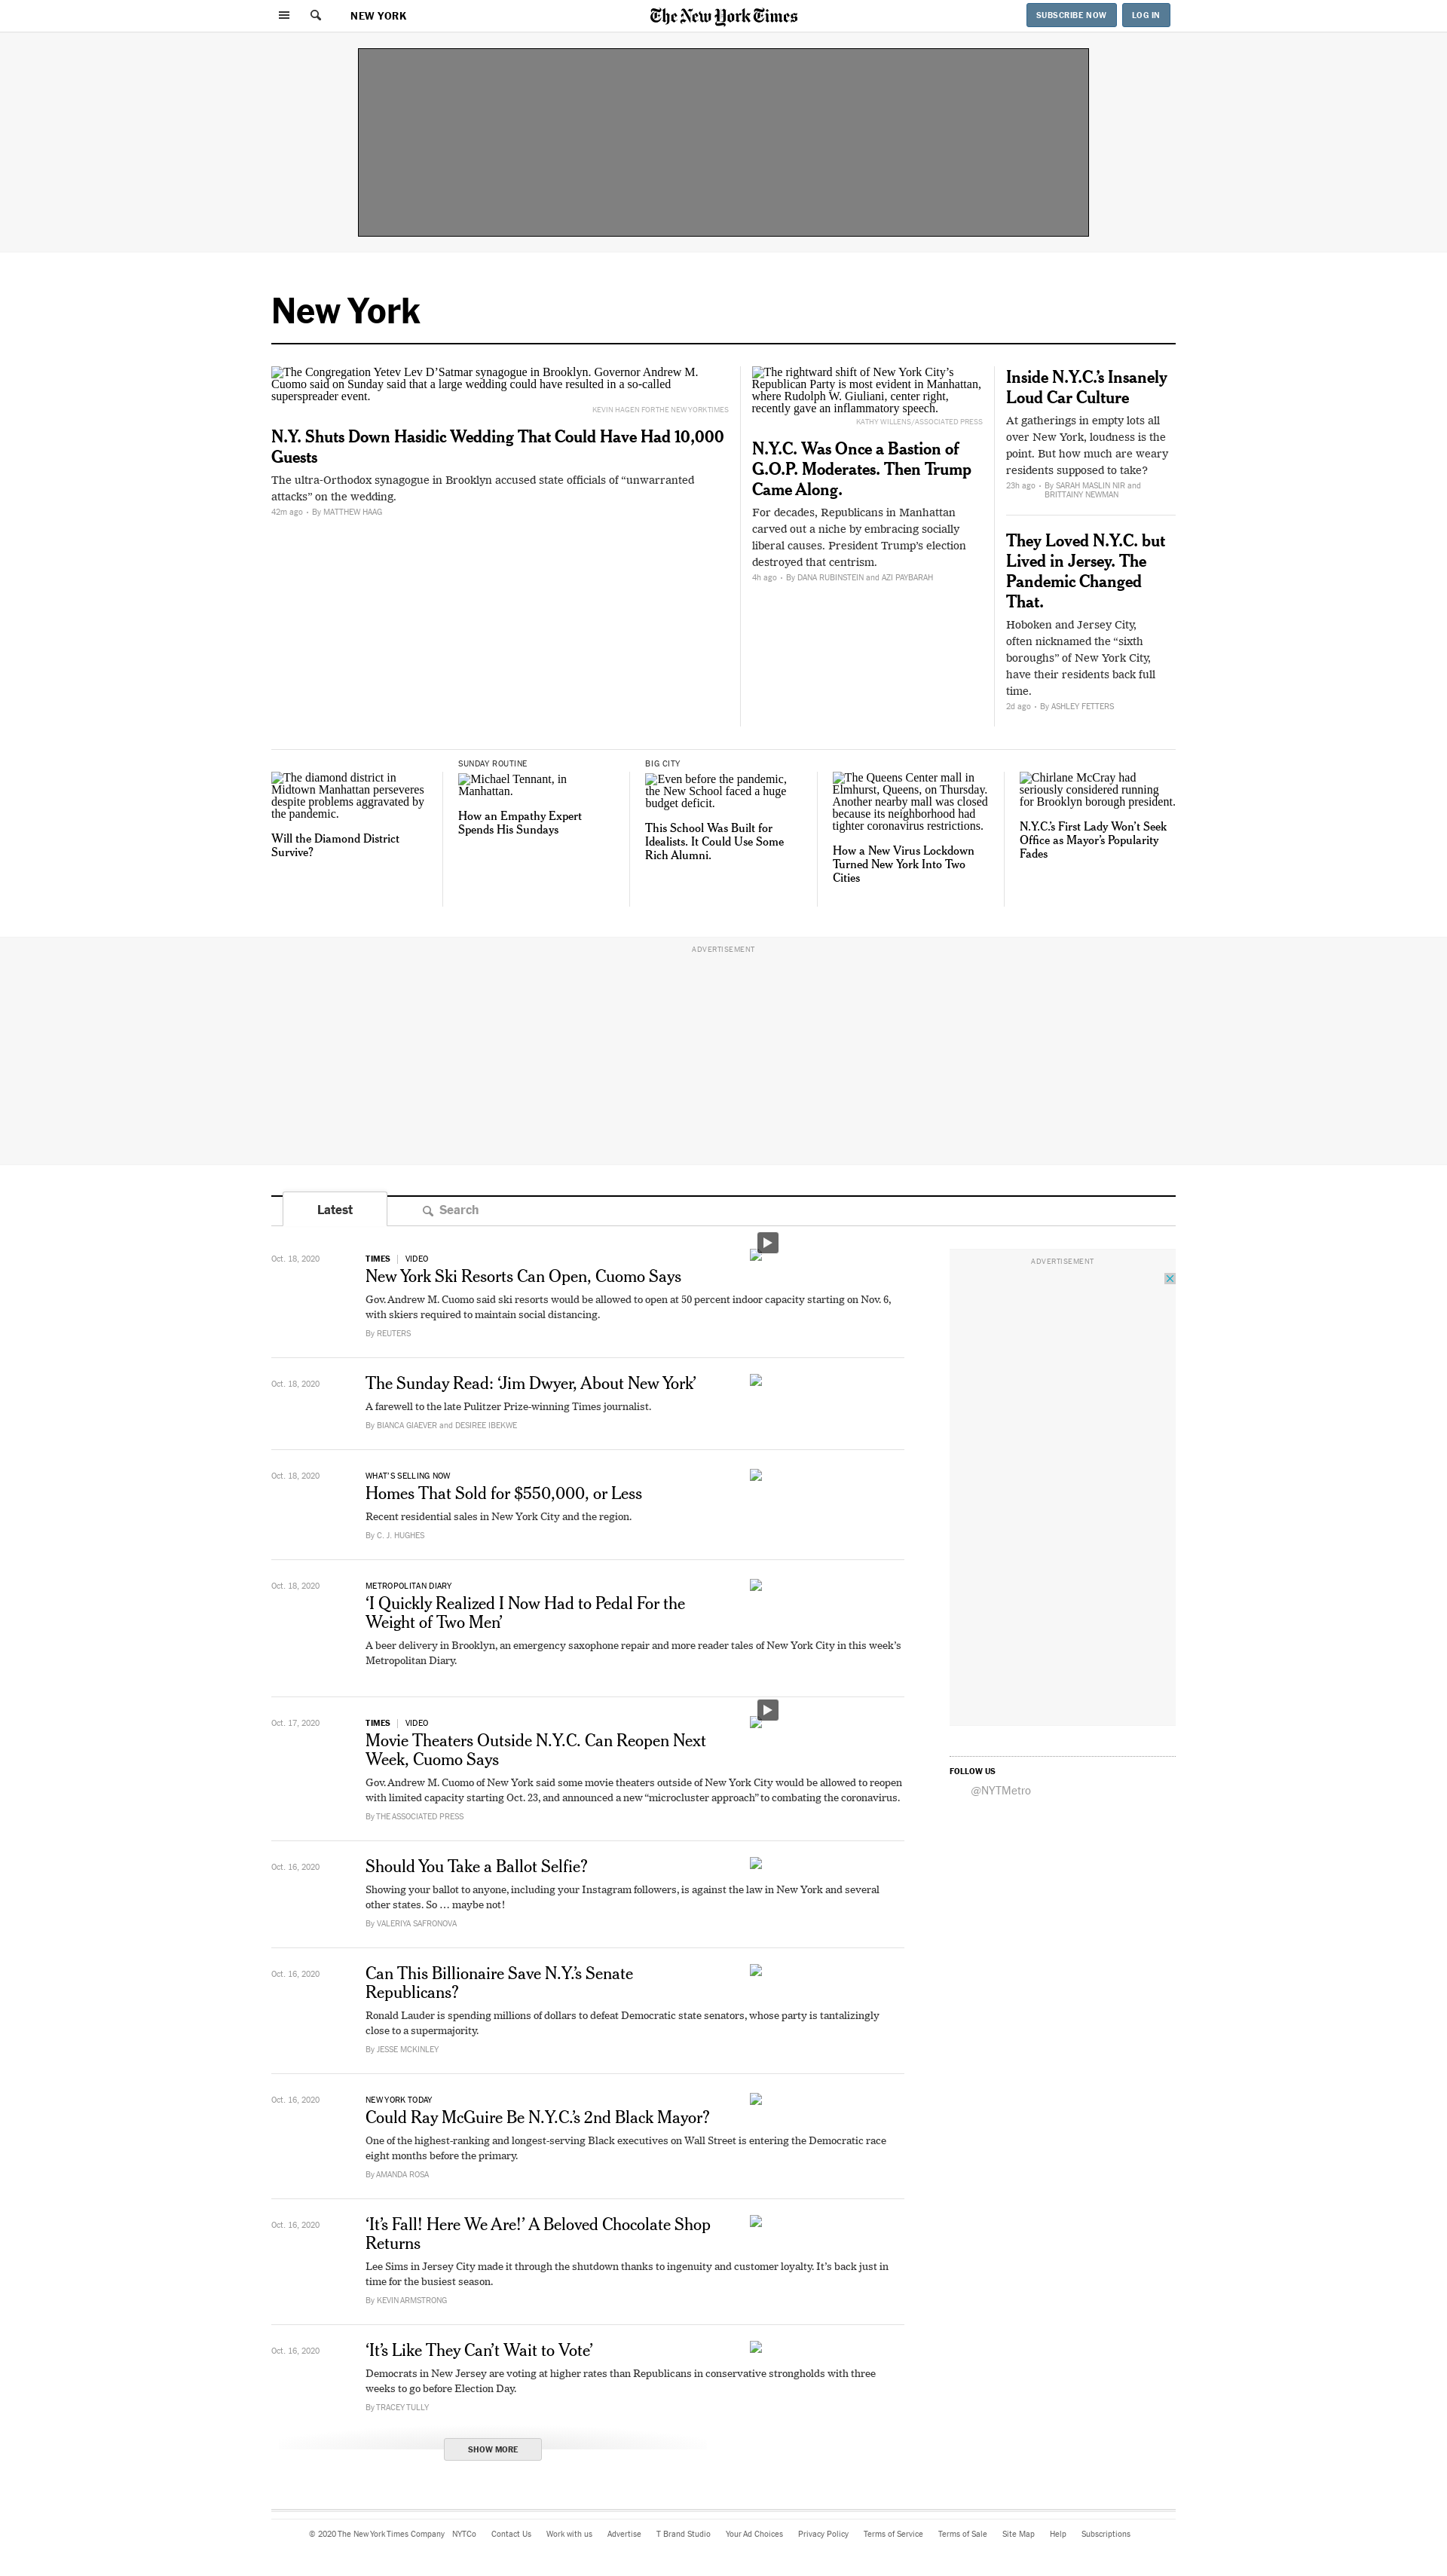 NEW YORK
The New York Times
SUBSCRIBE NOW
LOG IN
New York
The Congregation Yetev Lev D’Satmar synagogue in Brooklyn. Governor Andrew M.
Cuomo said on Sunday said that a large wedding could have resulted in a so-called
superspreader event.
KEVIN HAGEN FOR THE NEW YORK TIMES
N.Y. Shuts Down Hasidic Wedding That Could Have Had 10,000
Guests
The ultra-Orthodox synagogue in Brooklyn accused state officials of “unwarranted
attacks” on the wedding.
42m ago • By MATTHEW HAAG
The rightward shift of New York City’s
Republican Party is most evident in Manhattan,
where Rudolph W. Giuliani, center right,
recently gave an inflammatory speech.
KATHY WILLENS/ASSOCIATED PRESS
N.Y.C. Was Once a Bastion of
G.O.P. Moderates. Then Trump
Came Along.
For decades, Republicans in Manhattan
carved out a niche by embracing socially
liberal causes. President Trump’s election
destroyed that centrism.
4h ago • By DANA RUBINSTEIN and AZI PAYBARAH
Inside N.Y.C.’s Insanely
Loud Car Culture
At gatherings in empty lots all
over New York, loudness is the
point. But how much are weary
residents supposed to take?
23h ago • By SARAH MASLIN NIR and
BRITTAINY NEWMAN
They Loved N.Y.C. but
Lived in Jersey. The
Pandemic Changed
That.
Hoboken and Jersey City,
often nicknamed the “sixth
boroughs” of New York City,
have their residents back full
time.
2d ago • By ASHLEY FETTERS
The diamond district in
Midtown Manhattan perseveres
despite problems aggravated by
the pandemic.
Will the Diamond District
Survive?
SUNDAY ROUTINE
Michael Tennant, in
Manhattan.
How an Empathy Expert
Spends His Sundays
BIG CITY
Even before the pandemic,
the New School faced a huge
budget deficit.
This School Was Built for
Idealists. It Could Use Some
Rich Alumni.
The Queens Center mall in
Elmhurst, Queens, on Thursday.
Another nearby mall was closed
because its neighborhood had
tighter coronavirus restrictions.
How a New Virus Lockdown
Turned New York Into Two
Cities
Chirlane McCray had
seriously considered running
for Brooklyn borough president.
N.Y.C.’s First Lady Won’t Seek
Office as Mayor’s Popularity
Fades
ADVERTISEMENT
Latest
Search
Oct. 18, 2020
TIMES | VIDEO
New York Ski Resorts Can Open, Cuomo Says
Gov. Andrew M. Cuomo said ski resorts would be allowed to open at 50 percent indoor capacity starting on Nov. 6,
with skiers required to maintain social distancing.
By REUTERS
Oct. 18, 2020
The Sunday Read: ‘Jim Dwyer, About New York’
A farewell to the late Pulitzer Prize-winning Times journalist.
By BIANCA GIAEVER and DESIREE IBEKWE
Oct. 18, 2020
WHAT’S SELLING NOW
Homes That Sold for $550,000, or Less
Recent residential sales in New York City and the region.
By C. J. HUGHES
Oct. 18, 2020
METROPOLITAN DIARY
‘I Quickly Realized I Now Had to Pedal For the
Weight of Two Men’
A beer delivery in Brooklyn, an emergency saxophone repair and more reader tales of New York City in this week’s
Metropolitan Diary.
Oct. 17, 2020
TIMES | VIDEO
Movie Theaters Outside N.Y.C. Can Reopen Next
Week, Cuomo Says
Gov. Andrew M. Cuomo of New York said some movie theaters outside of New York City would be allowed to reopen
with limited capacity starting Oct. 23, and announced a new “microcluster approach” to combating the coronavirus.
By THE ASSOCIATED PRESS
Oct. 16, 2020
Should You Take a Ballot Selfie?
Showing your ballot to anyone, including your Instagram followers, is against the law in New York and several
other states. So … maybe not!
By VALERIYA SAFRONOVA
Oct. 16, 2020
Can This Billionaire Save N.Y.’s Senate
Republicans?
Ronald Lauder is spending millions of dollars to defeat Democratic state senators, whose party is tantalizingly
close to a supermajority.
By JESSE MCKINLEY
Oct. 16, 2020
NEW YORK TODAY
Could Ray McGuire Be N.Y.C.’s 2nd Black Mayor?
One of the highest-ranking and longest-serving Black executives on Wall Street is entering the Democratic race
eight months before the primary.
By AMANDA ROSA
Oct. 16, 2020
‘It’s Fall! Here We Are!’ A Beloved Chocolate Shop
Returns
Lee Sims in Jersey City made it through the shutdown thanks to ingenuity and customer loyalty. It’s back just in
time for the busiest season.
By KEVIN ARMSTRONG
Oct. 16, 2020
‘It’s Like They Can’t Wait to Vote’
Democrats in New Jersey are voting at higher rates than Republicans in conservative strongholds with three
weeks to go before Election Day.
By TRACEY TULLY
SHOW MORE
ADVERTISEMENT
FOLLOW US
@NYTMetro
© 2020 The New York Times Company NYTCo Contact Us Work with us Advertise T Brand Studio Your Ad Choices Privacy Policy Terms of Service Terms of Sale Site Map Help Subscriptions